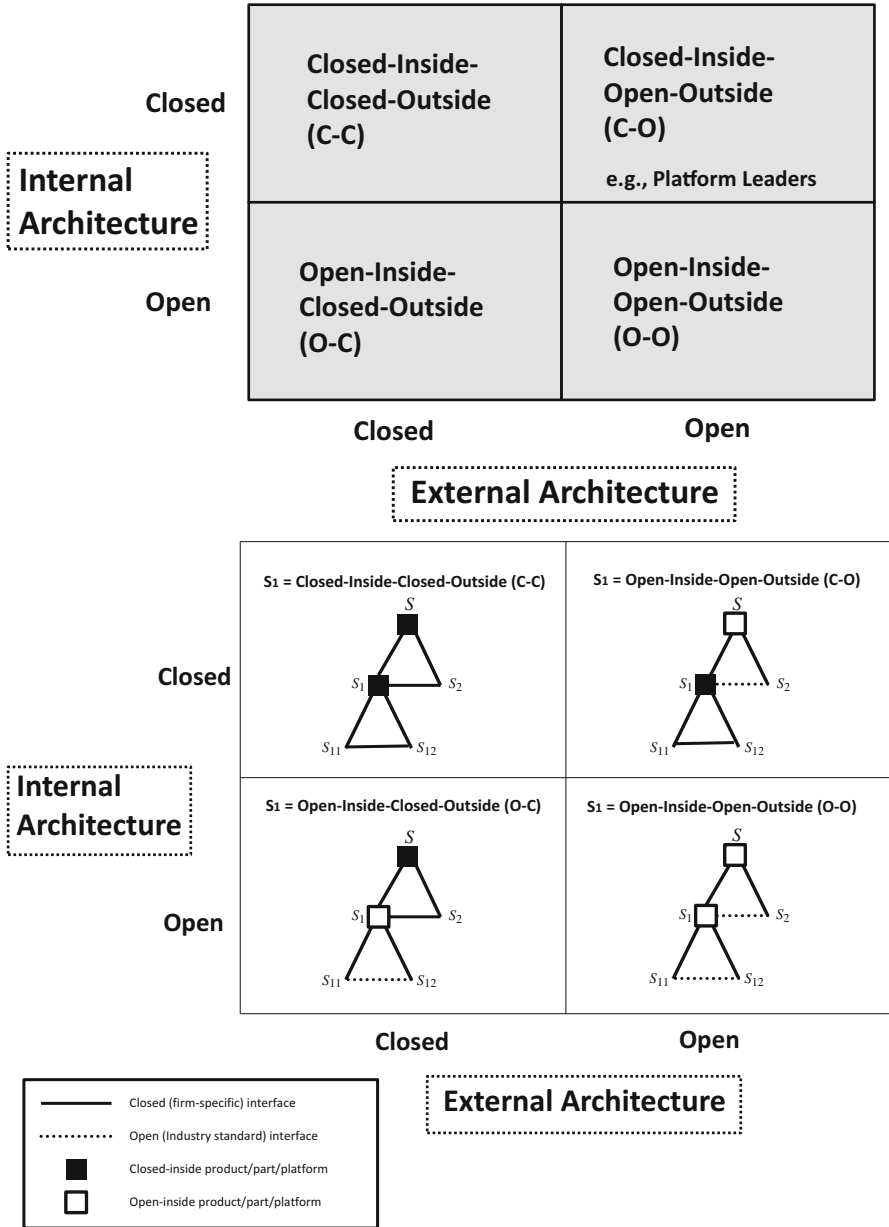 Closed-Inside-
Closed-Outside
(C-C)
Closed-Inside-
Open-Outside
(C-O)
e.g., Platform Leaders
Closed
Internal
Architecture
Open-Inside-
Closed-Outside
(O-C)
Open-Inside-
Open-Outside
(O-O)
Open
Closed
Open
External Architecture
S1 = Closed-Inside-Closed-Outside (C-C)
S
S1
S2
S11
S12
S1 = Open-Inside-Open-Outside (C-O)
S
S1
S2
S11
S12
Closed
Internal
Architecture
S1 = Open-Inside-Closed-Outside (O-C)
S
S1
S2
S11
S12
S1 = Open-Inside-Open-Outside (O-O)
S
S1
S2
S11
S12
Open
Closed
Open
External Architecture
Closed (firm-specific) interface
Open (Industry standard) interface
Closed-inside product/part/platform
Open-inside product/part/platform